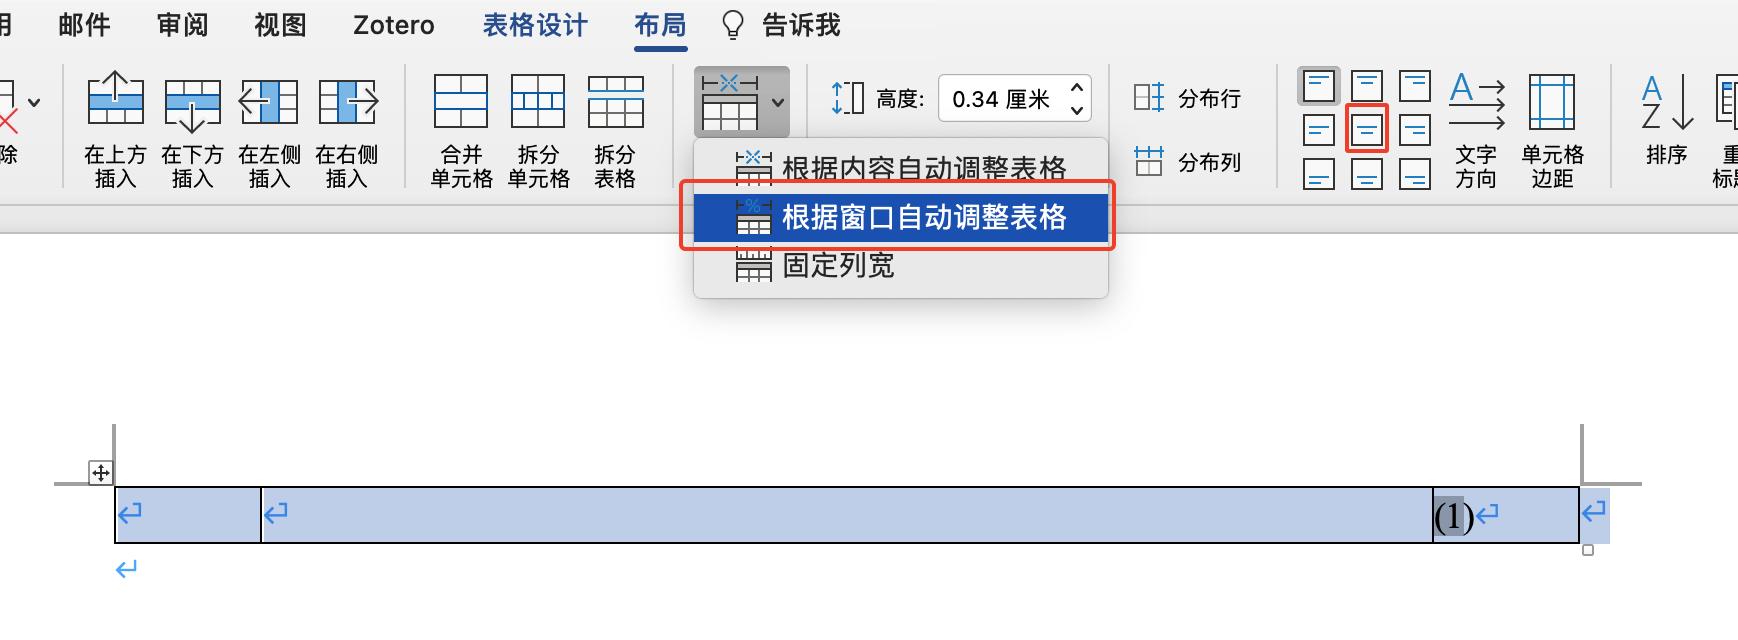 用 邮件 审阅 视图 Zotero 表格设计 布局 告诉我
高度: 0.34 厘米 分布行
除 在上方插入 在下方插入 在左侧插入 在右侧插入 合并单元格 拆分单元格 拆分表格 分布列 文字方向 单元格边距 排序 重 标题
根据内容自动调整表格
根据窗口自动调整表格
固定列宽
(1)